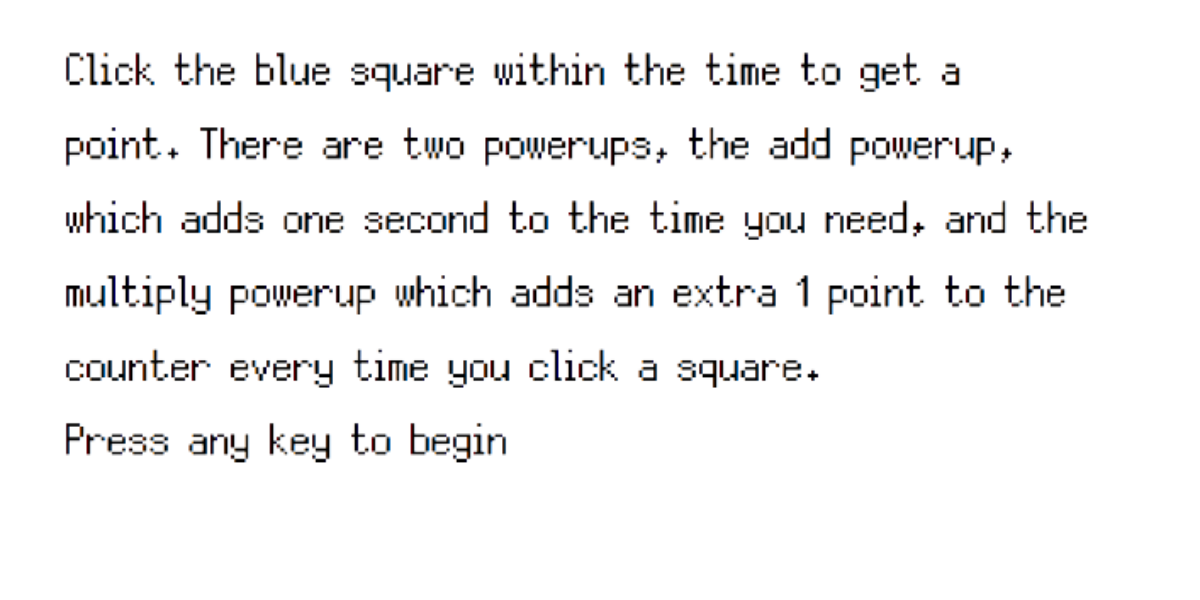 Click the blue square within the time to get a
point. There are two powerups, the add powerup,
which adds one second to the time you need, and the
multiply powerup which adds an extra 1 point to the
counter every time you click a square.
Press any key to begin